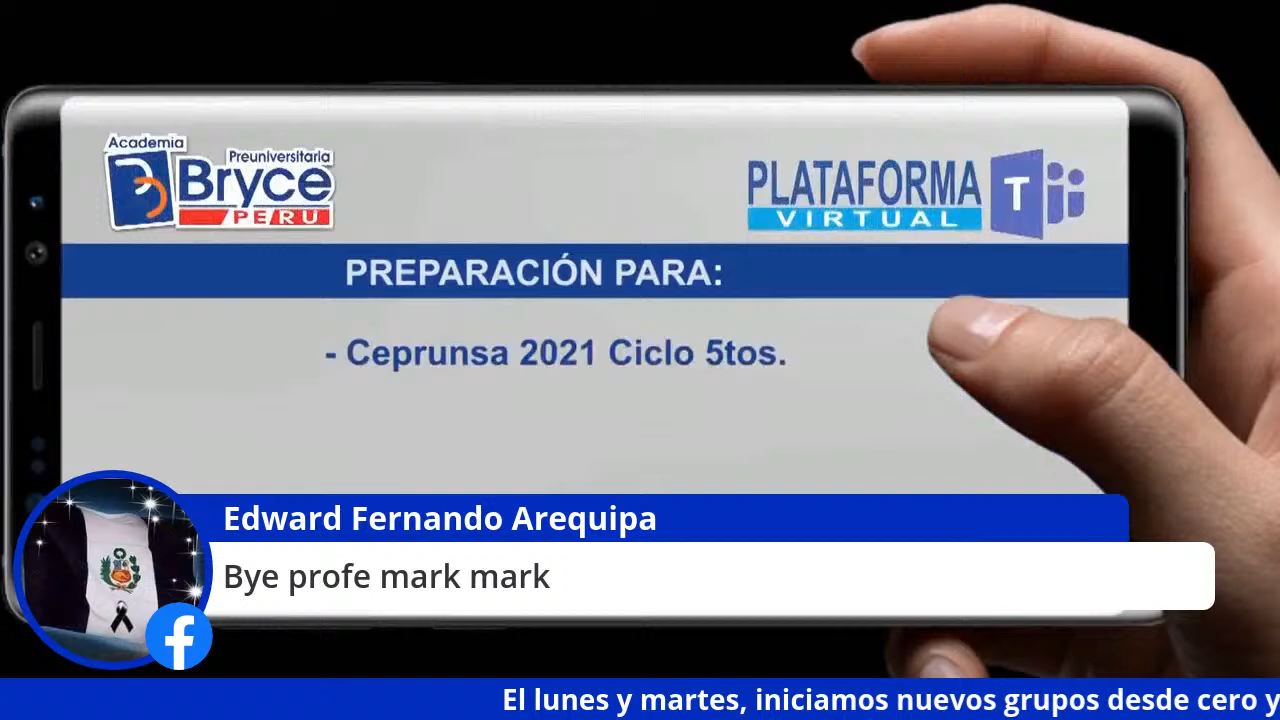 Academia
Preuniversitaria
Bryce
PERU
PLATAFORMA
VIRTUAL
T
PREPARACIÓN PARA:
- Ceprunsa 2021 Ciclo 5tos.
Edward Fernando Arequipa
Bye profe mark mark
El lunes y martes, iniciamos nuevos grupos desde cero y